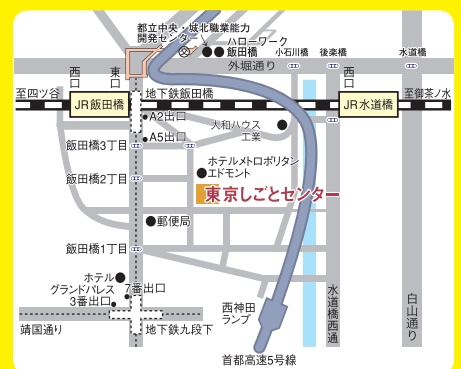 都立中央・城北職業能力
開発センター
ハローワーク
飯田橋
小石川橋
後楽橋
水道橋
外堀通り
西口
東口
西口
至四ツ谷
JR飯田橋
地下鉄飯田橋
JR水道橋
至御茶ノ水
A2出口
大和ハウス
工業
A5出口
飯田橋3丁目
ホテルメトロポリタン
エドモント
飯田橋2丁目
東京しごとセンター
郵便局
飯田橋1丁目
ホテル
グランドパレス
7番出口
3番出口
西神田
ランプ
水道橋西通り
白山通り
靖国通り
地下鉄九段下
首都高速5号線